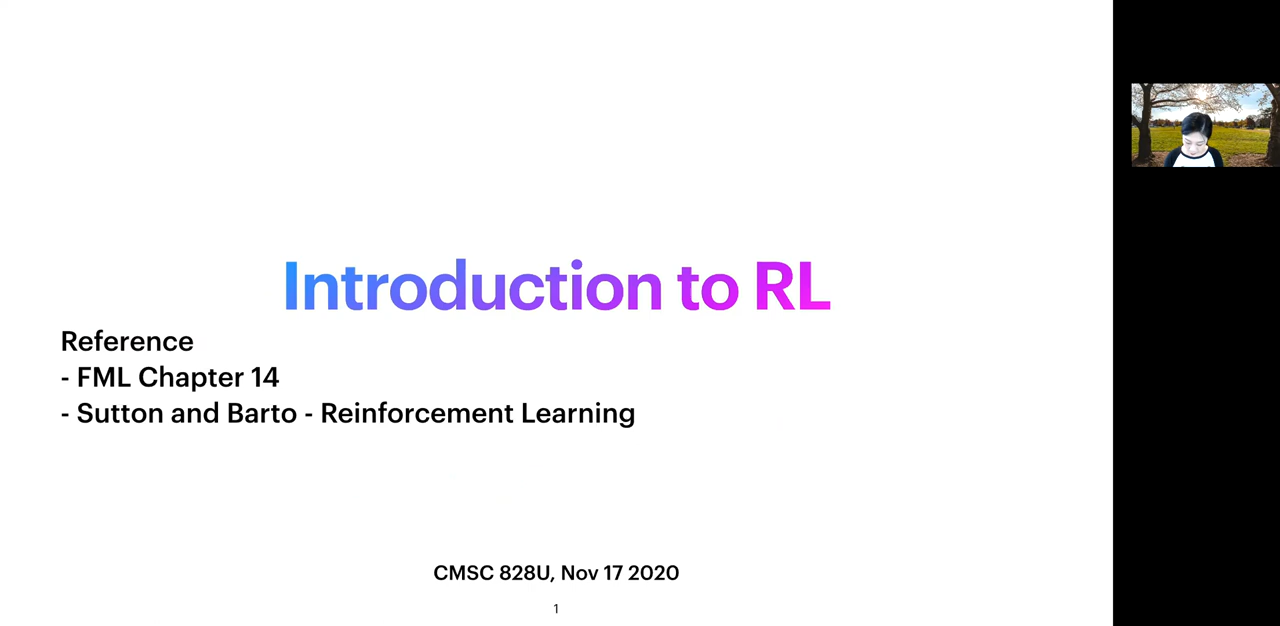 Introduction to RL
Reference
- FML Chapter 14
- Sutton and Barto - Reinforcement Learning
CMSC 828U, Nov 17 2020
1